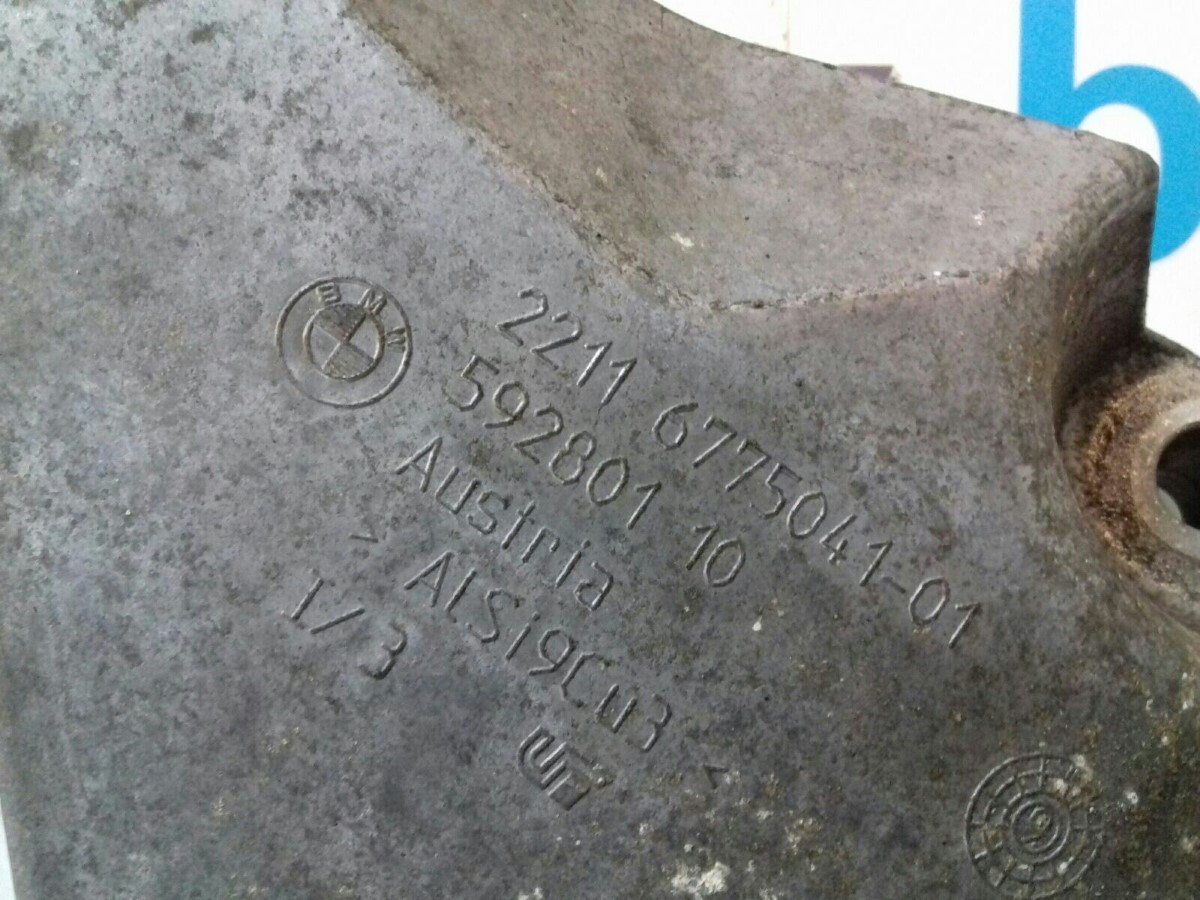 BMW
2211 6775041-01
592801 10
Austria
> ALSi9Cu3 <
1/3
b